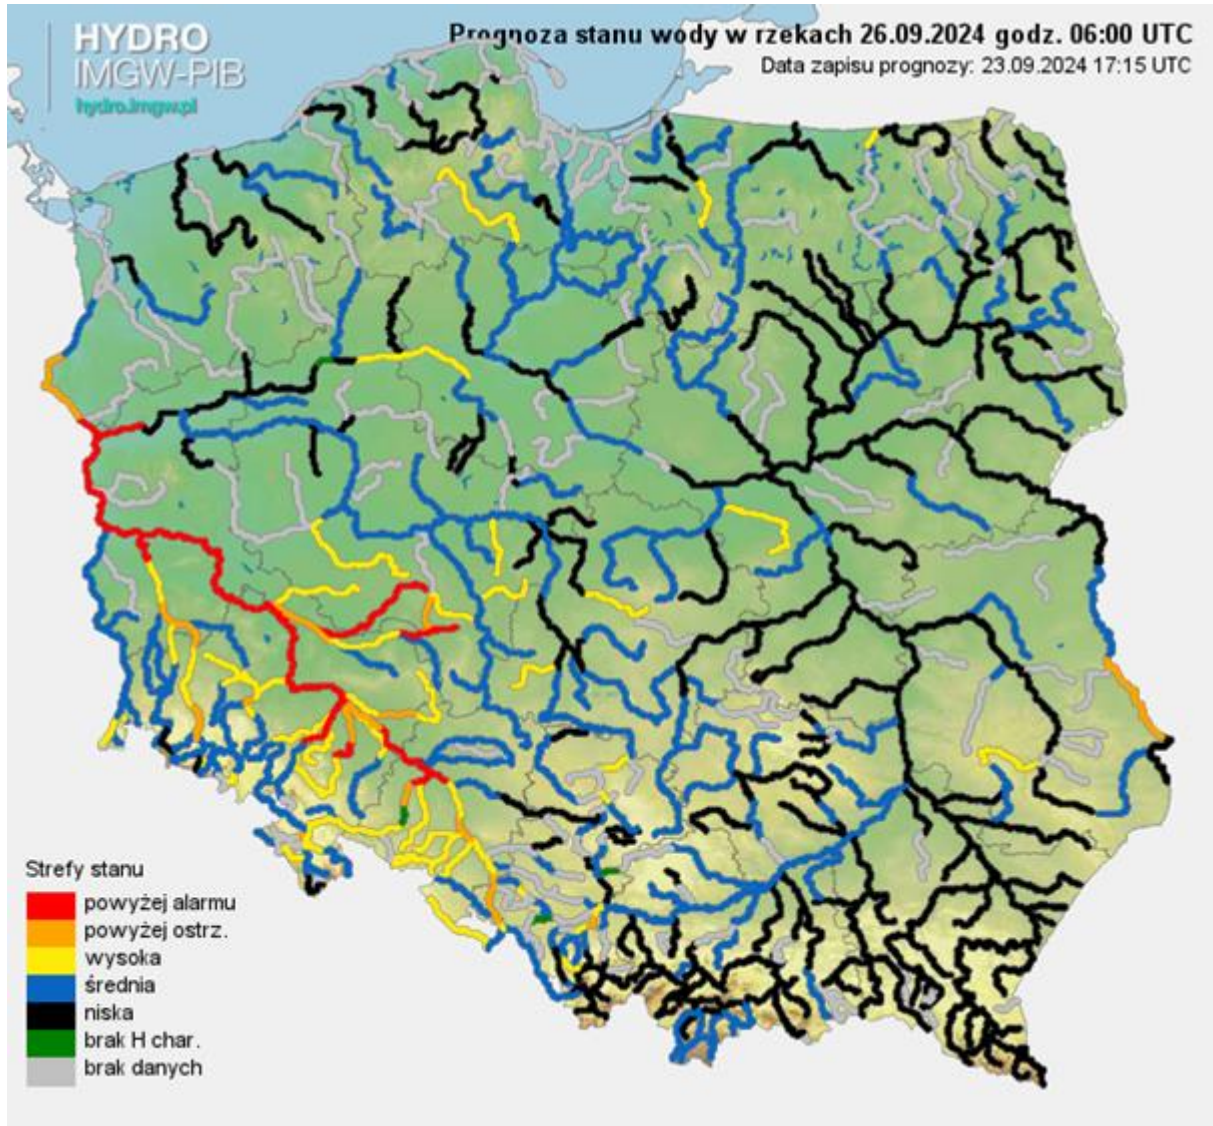 HYDRO
IMGW-PIB
hydro.imgw.pl
Prognoza stanu wody w rzekach 26.09.2024 godz. 06:00 UTC
Data zapisu prognozy: 23.09.2024 17:15 UTC
Strefy stanu
powyżej alarmu
powyżej ostrz.
wysoka
średnia
niska
brak H char.
brak danych